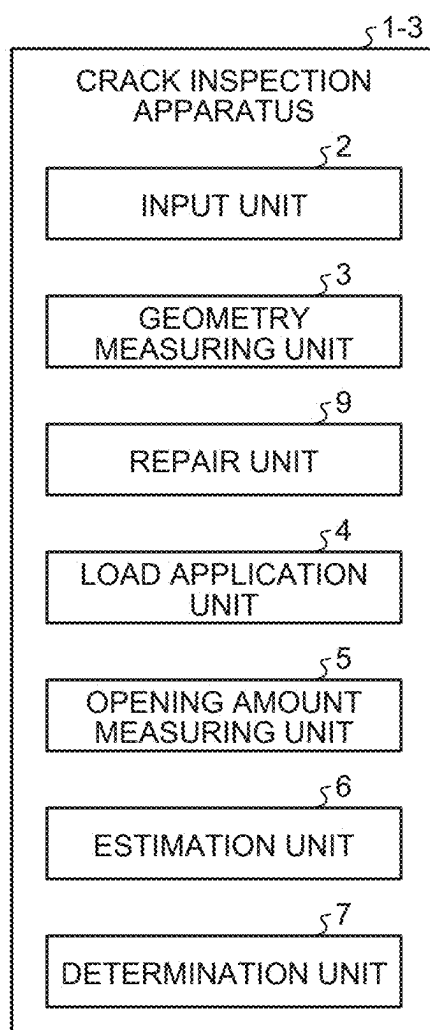 1-3
CRACK INSPECTION
APPARATUS
2
INPUT UNIT
3
GEOMETRY
MEASURING UNIT
9
REPAIR UNIT
4
LOAD APPLICATION
UNIT
5
OPENING AMOUNT
MEASURING UNIT
6
ESTIMATION UNIT
7
DETERMINATION UNIT